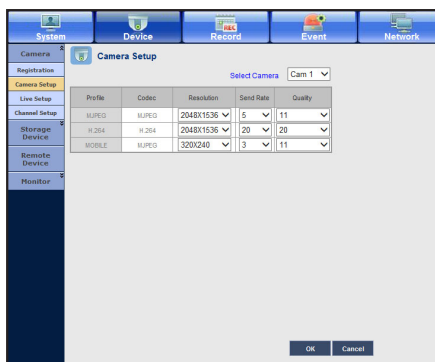 System Device Record Event Network
REC
Camera
Registration
Camera Setup
Live Setup
Channel Setup
Storage
Device
Remote
Device
Monitor
Camera Setup
Select Camera Cam 1
Profile Codec Resolution Send Rate Quality
MJPEG MJPEG 2048X1536 5 11
H.264 H.264 2048X1536 20 20
MOBILE MJPEG 320X240 3 11
OK Cancel